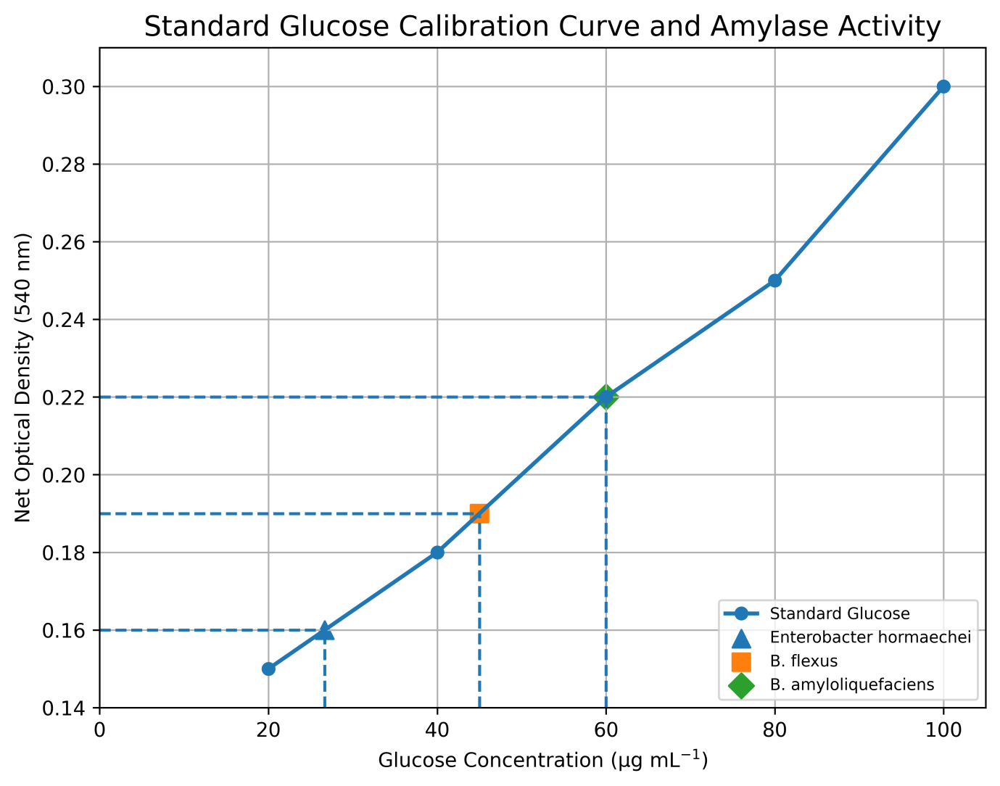 Standard Glucose Calibration Curve and Amylase Activity
Net Optical Density (540 nm)
0.30
0.28
0.26
0.24
0.22
0.20
0.18
0.16
0.14
0
20
40
60
80
100
Glucose Concentration (µg mL⁻¹)
Standard Glucose
Enterobacter hormaechei
B. flexus
B. amyloliquefaciens